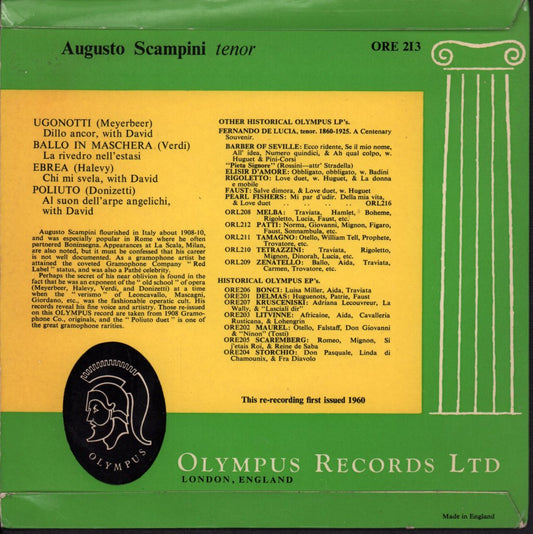 Augusto Scampini tenor
ORE 213
UGONOTTI (Meyerbeer)
Dillo ancor, with David
BALLO IN MASCHERA (Verdi)
La rivedro nell'estasi
EBREA (Halevy)
Chi mi svela, with David
POLIUTO (Donizetti)
Al suon dell'arpe angelichi,
with David
Augusto Scampini flourished in Italy about 1908-10,
and was especially popular in Rome where he often
partnered Boninsegna. Appearances at La Scala, Milan,
are also noted, but it must be confessed that his career
is not well documented. As a gramophone artist he
attained the coveted Gramophone Company "Red
Label" status, and was also a Pathé celebrity.
Perhaps the secret of his near oblivion is found in the
fact that he was an exponent of the "old school" of opera
(Meyerbeer, Halevy, Verdi, and Donizetti) at a time
when the "verismo" of Leoncavallo, Mascagni,
Giordano, etc., was the fashionable operatic cult. His
records reveal his fine voice and artistry. Those re-issued
on this OLYMPUS record are taken from 1908 Gramo-
phone Co., originals, and the "Poliuto duet" is one of
the great gramophone rarities.
OTHER HISTORICAL OLYMPUS LP's.
FERNANDO DE LUCIA, tenor. 1860-1925. A Centenary
Souvenir.
BARBER OF SEVILLE: Ecco ridente, Se il mio nome,
All' idea, Numero quindici, & Ah qual colpo, w.
Huguet & Pini-Corsi
"Pieta Signore" (Rossini—attr' Stradella)
ELISIR D'AMORE: Obbligato, obbligato, w. Badini
RIGOLETTO: Love duet, w. Huguet, & La donna
e mobile
FAUST: Salve dimora, & Love duet, w. Huguet
PEARL FISHERS: Mi par d'udir. Della mia vita,
& Love duet .. .. .. .. ORL216
ORL208 MELBA: Traviata, Hamlet, Boheme,
Rigoletto, Lucia, Faust, etc.
ORL212 PATTI: Norma, Giovanni, Mignon, Figaro,
Faust, Sonnambula, etc.
ORL211 TAMAGNO: Otello, William Tell, Prophete,
Trovatore, etc.
ORL210 TETRAZZINI: Traviata, Rigoletto,
Mignon, Dinorah, Lucia, etc.
ORL209 ZENATELLO: Ballo, Aida, Traviata,
Carmen, Trovatore, etc.
HISTORICAL OLYMPUS EP's.
ORE206 BONCI: Luisa Miller, Aida, Traviata
ORE201 DELMAS: Huguenots, Patrie, Faust
ORE207 KRUSCENISKI: Adriana Lecouvreur, La
Wally, & "Lasciali dir"
ORE203 LITVINNE: Africaine, Aida, Cavalleria
Rusticana, & Lohengrin
ORE202 MAUREL: Otello, Falstaff, Don Giovanni
& "Ninon" (Tosti)
ORE205 SCAREMBERG: Romeo, Mignon, Si
j'etais Roi, & Reine de Saba
ORE204 STORCHIO: Don Pasquale, Linda di
Chamounix, & Fra Diavolo
This re-recording first issued 1960
OLYMPUS
OLYMPUS RECORDS LTD
LONDON, ENGLAND
Made in England